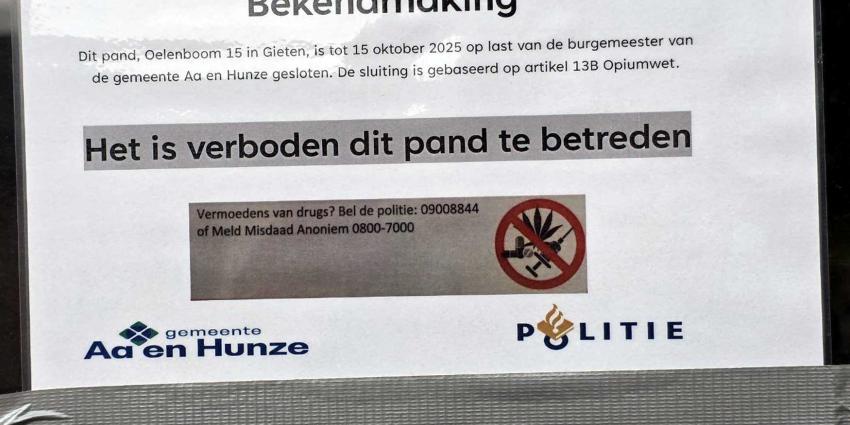 Bekendmaking
Dit pand, Oelenboom 15 in Gieten, is tot 15 oktober 2025 op last van de burgemeester van
de gemeente Aa en Hunze gesloten. De sluiting is gebaseerd op artikel 13B Opiumwet.
Het is verboden dit pand te betreden
Vermoedens van drugs? Bel de politie: 09008844
of Meld Misdaad Anoniem 0800-7000
gemeente
Aa en Hunze
POLITIE